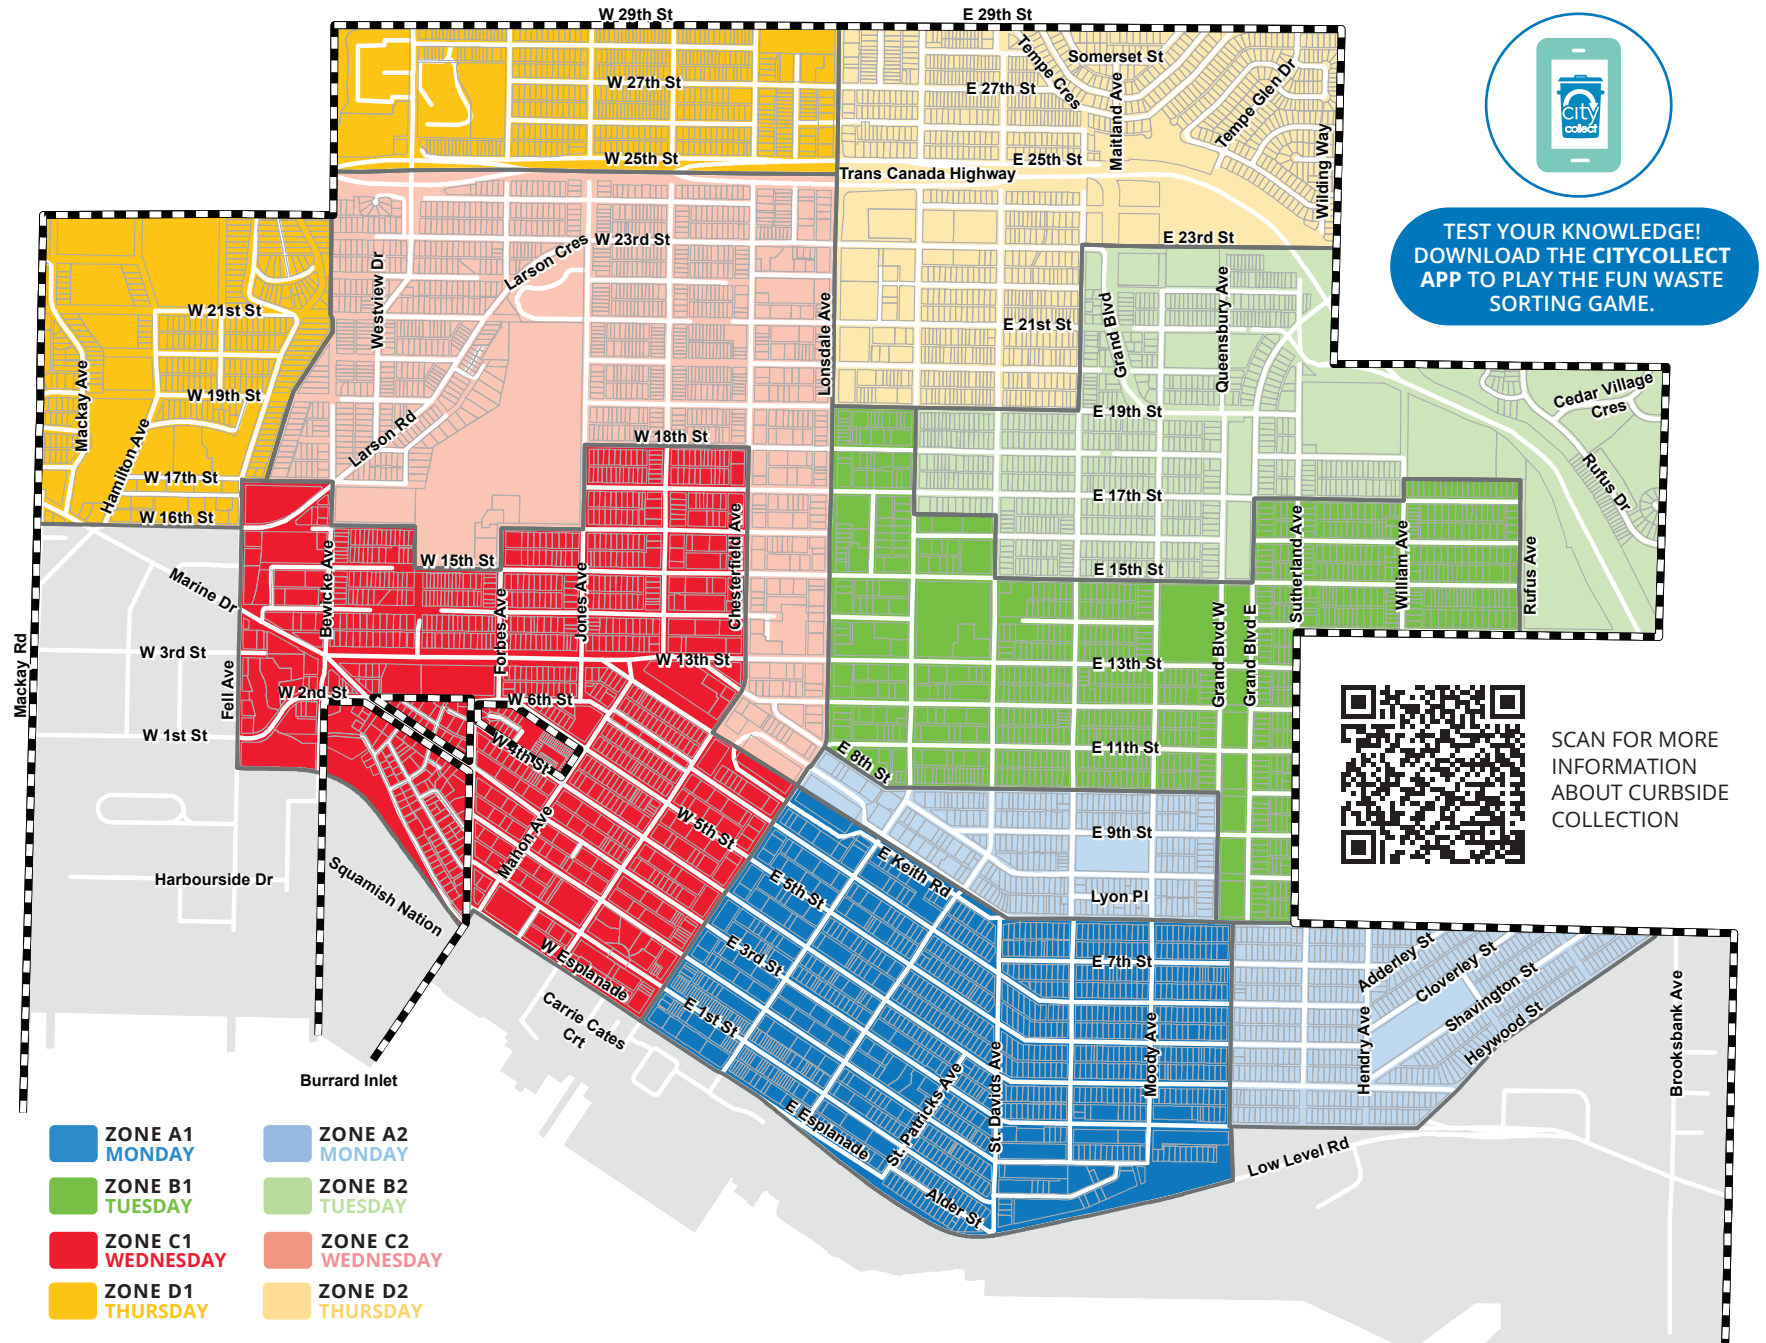 W 29th St
E 29th St
W 27th St
E 27th St
Tempe Cres
Somerset St
Maitland Ave
Tempe Glen Dr
Wilding Way
W 25th St
E 25th St
Trans Canada Highway
city
collect
TEST YOUR KNOWLEDGE!
DOWNLOAD THE CITYCOLLECT
APP TO PLAY THE FUN WASTE
SORTING GAME.
W 23rd St
E 23rd St
Larson Cres
Westview Dr
Lonsdale Ave
W 21st St
E 21st St
Grand Blvd
Queensbury Ave
Mackay Ave
Hamilton Ave
W 19th St
E 19th St
Larson Rd
Cedar Village
Cres
W 18th St
W 17th St
E 17th St
Rufus Dr
W 16th St
W 15th St
E 15th St
Marine Dr
Bewicke Ave
Forbes Ave
Jones Ave
Chesterfield Ave
Sutherland Ave
William Ave
Rufus Ave
Mackay Rd
W 3rd St
Fell Ave
W 13th St
E 13th St
Grand Blvd W
Grand Blvd E
W 2nd St
W 6th St
W 1st St
W 4th St
E 8th St
E 11th St
SCAN FOR MORE
INFORMATION
ABOUT CURBSIDE
COLLECTION
W 5th St
E 9th St
Mahon Ave
Harbourside Dr
Squamish Nation
E Keith Rd
E 5th St
Lyon Pl
W Esplanade
E 3rd St
E 7th St
Adderley St
Cloverley St
Shavington St
Heywood St
Carrie Cates
Crt
E 1st St
Hendry Ave
Brooksbank Ave
Moody Ave
St. Davids Ave
St. Patricks Ave
Burrard Inlet
E Esplanade
Low Level Rd
Alder St
ZONE A1
MONDAY
ZONE A2
MONDAY
ZONE B1
TUESDAY
ZONE B2
TUESDAY
ZONE C1
WEDNESDAY
ZONE C2
WEDNESDAY
ZONE D1
THURSDAY
ZONE D2
THURSDAY